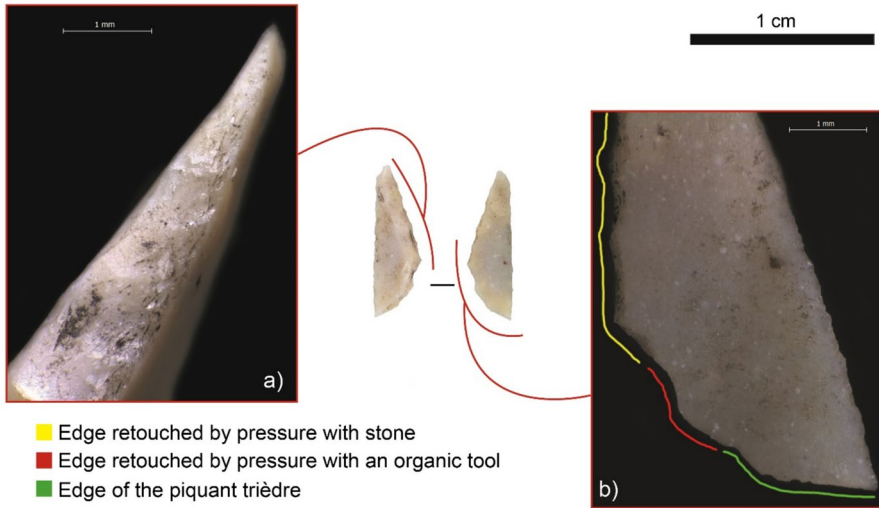 1 mm
1 cm
1 mm
a)
Edge retouched by pressure with stone
Edge retouched by pressure with an organic tool
Edge of the piquant trièdre
b)